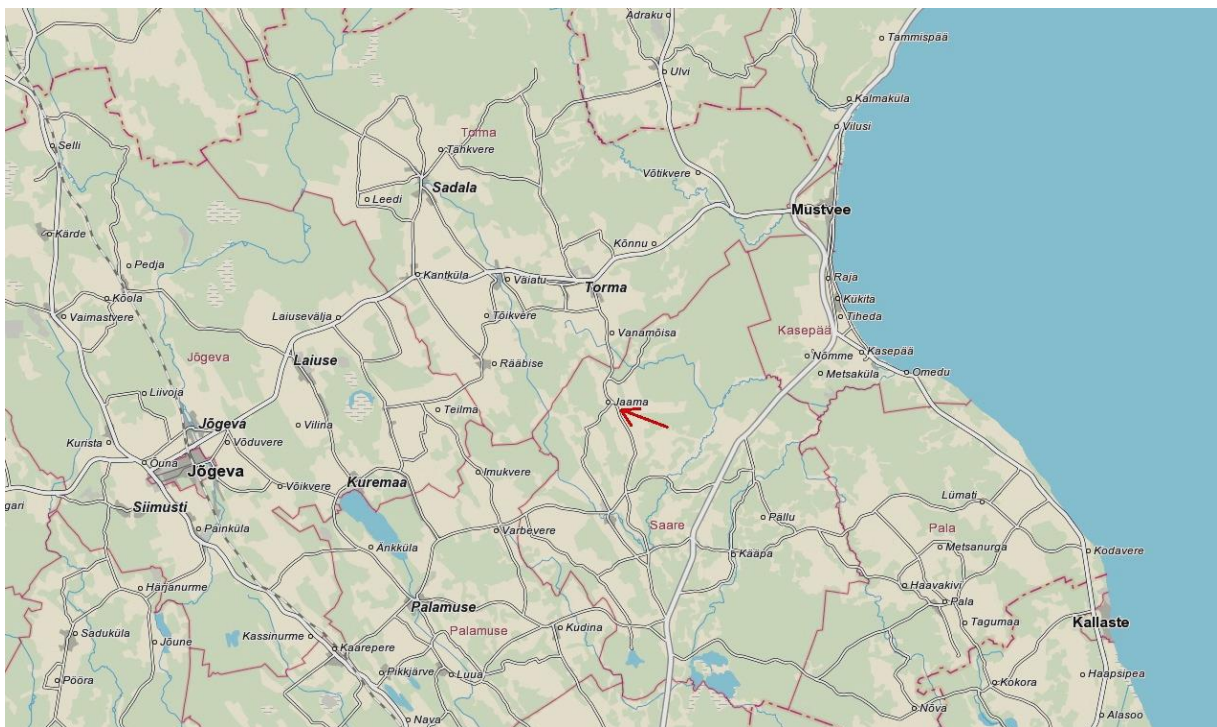 Adraku
Tammispää
Ulvi
Kalmaküla
Vilusi
Torma
Selli
Tähkvere
Võtikvere
Sadala
Leedi
Mustvee
Kärde
Kõnnu
Pedja
Kantküla
Vaiatu
Raja
Torma
Kõola
Kükita
Vaimastvere
Laiusevälja
Tõikvere
Tiheda
Vanamõisa
Kasepää
Jõgeva
Laiuse
Rääbise
Nõmme
Kasepää
Metsaküla
Omedu
Liivoja
Jaama
Teilma
Jõgeva
Vilina
Kurista
Võduvere
Õuna
Jõgeva
Imukvere
Võikvere
Kuremaa
gari
Siimusti
Lümati
Painküla
Varbevere
Saare
Pällu
Pala
Änkküla
Kääpa
Metsanurga
Kodavere
Härjanurme
Haavakivi
Palamuse
Pala
Saduküla
Jõune
Kassinurme
Palamuse
Kudina
Tagumaa
Kallaste
Kaarepere
Pööra
Pikkjärve
Luua
Kokora
Haapsipea
Nava
Nõva
Alasoo